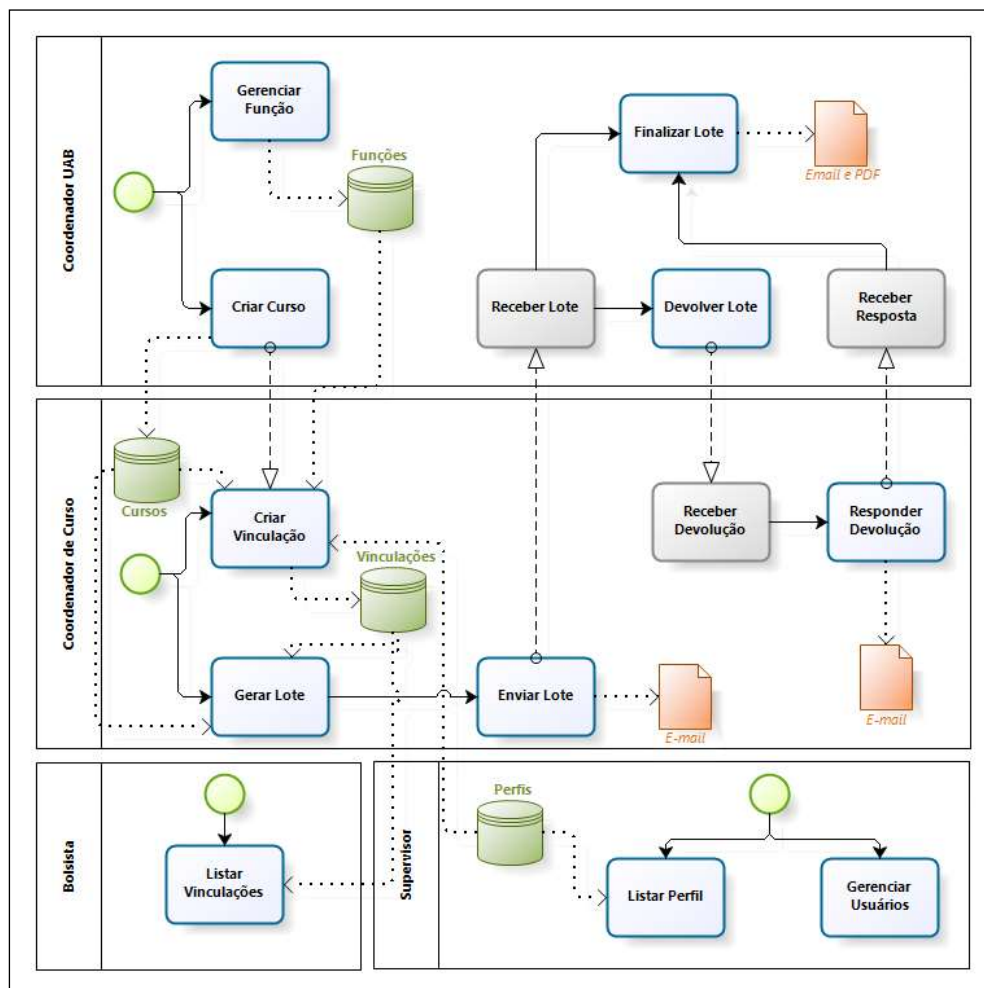 Coordenador UAB
Gerenciar
Função
Funções
Criar Curso
Finalizar Lote
Email e PDF
Receber Lote
Devolver Lote
Receber
Resposta
Coordenador de Curso
Cursos
Criar
Vinculação
Vinculações
Gerar Lote
Enviar Lote
E-mail
Receber
Devolução
Responder
Devolução
E-mail
Bolsista
Listar
Vinculações
Supervisor
Perfis
Listar Perfil
Gerenciar
Usuários